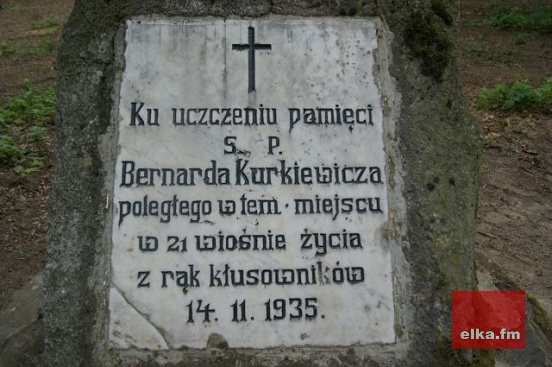 Ku uczczeniu pamięci
Ś. P.
Bernarda Kurkiewicza
poległego w tem · miejscu
w 21 wiośnie życia
z rąk kłusowników
14. 11. 1935.
elka.fm